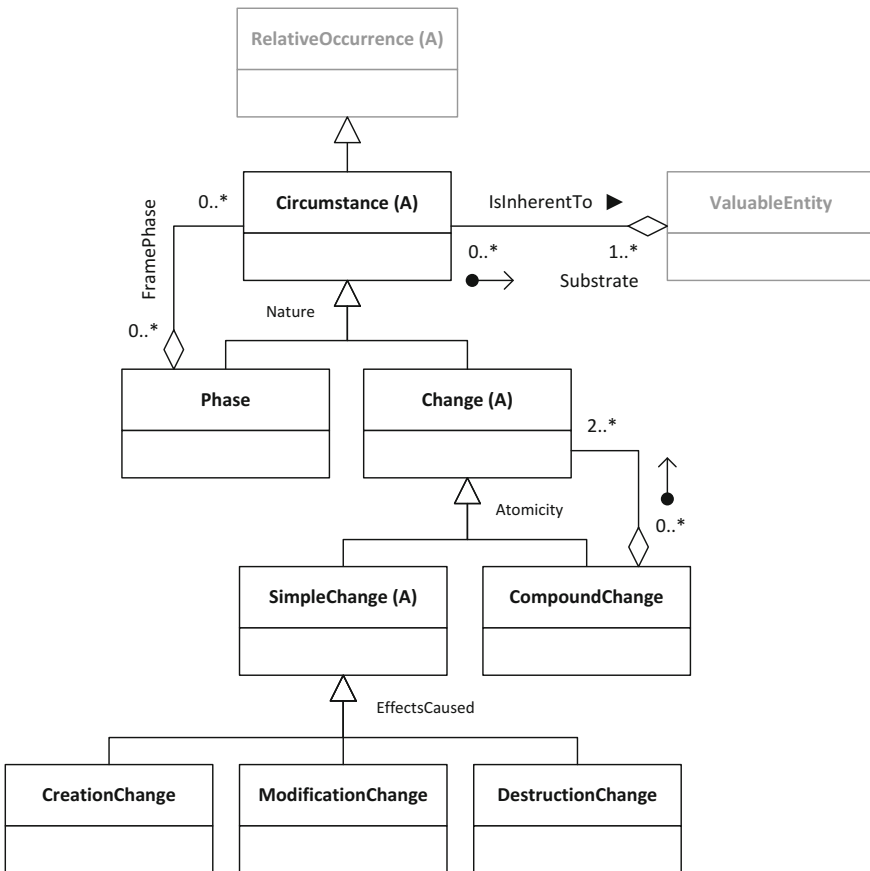 RelativeOccurrence (A)
FramePhase
0..*
Circumstance (A)
IsInherentTo ►
ValuableEntity
0..*
1..*
Substrate
Nature
0..*
Phase
Change (A)
2..*
Atomicity
0..*
SimpleChange (A)
CompoundChange
EffectsCaused
CreationChange
ModificationChange
DestructionChange